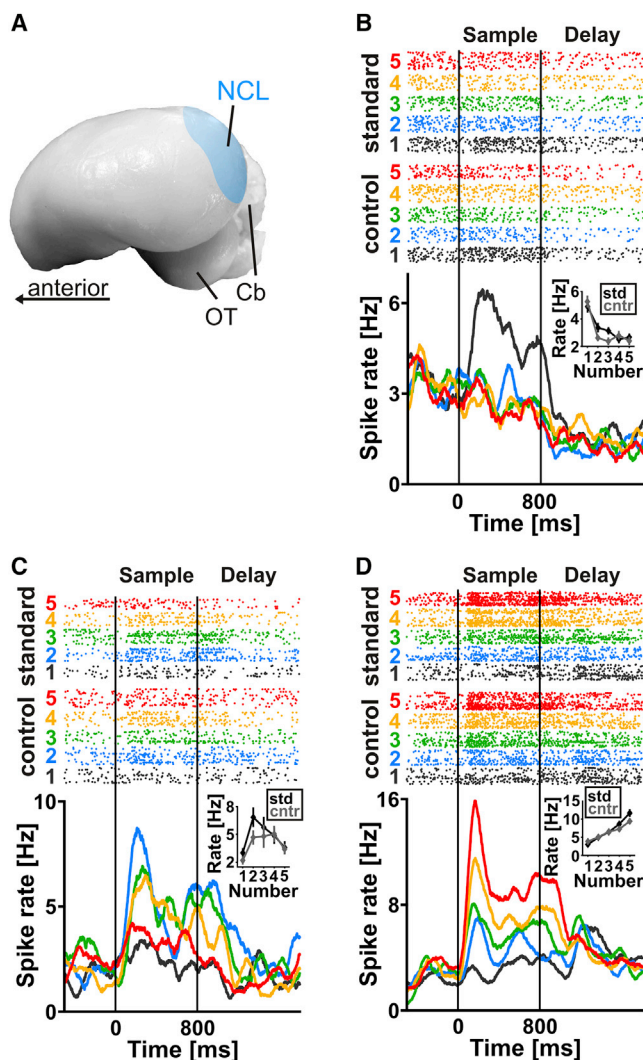 A
NCL
anterior
Cb
OT
B
Sample Delay
standard
5
4
3
2
1
control
5
4
3
2
1
Spike rate [Hz]
6
3
0
Rate [Hz]
6
4
2
std
cntr
1 2 3 4 5
Number
0 800
Time [ms]
C
Sample Delay
standard
5
4
3
2
1
control
5
4
3
2
1
Spike rate [Hz]
10
5
0
Rate [Hz]
8
5
2
std
cntr
1 2 3 4 5
Number
0 800
Time [ms]
D
Sample Delay
standard
5
4
3
2
1
control
5
4
3
2
1
Spike rate [Hz]
16
8
0
Rate [Hz]
15
10
5
0
std
cntr
1 2 3 4 5
Number
0 800
Time [ms]